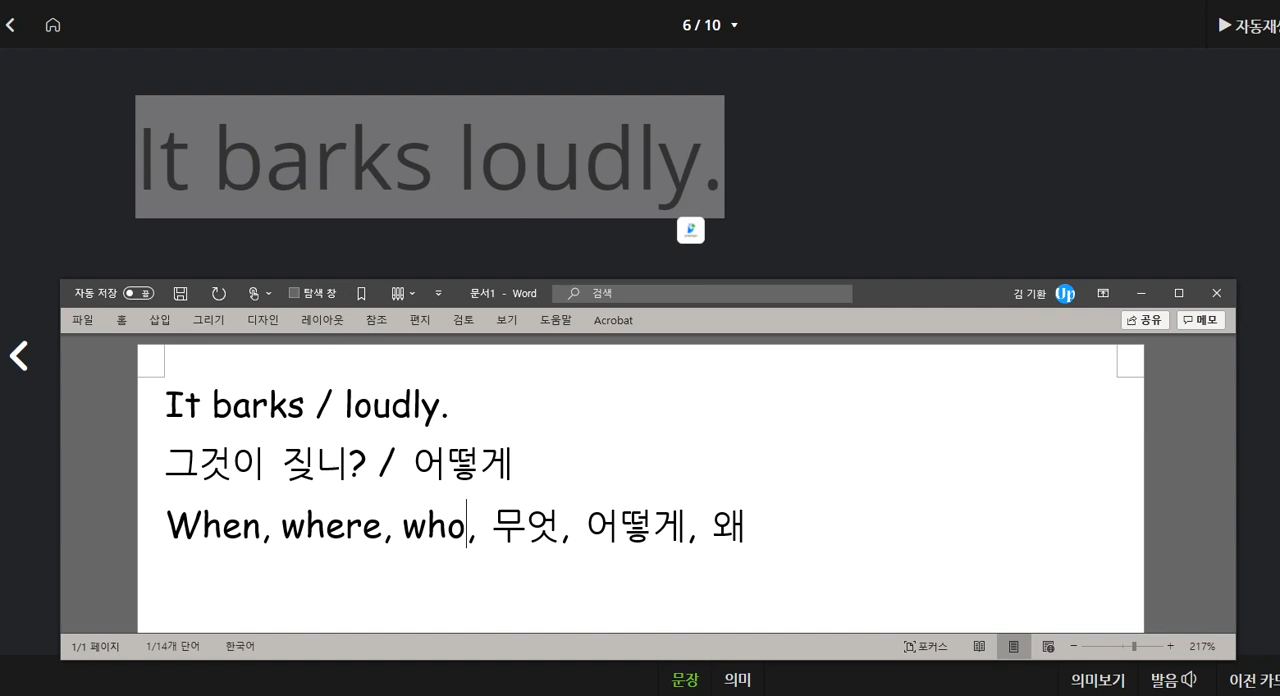 6 / 10
▶ 자동재생
It barks loudly.
자동 저장 끔 탐색 창 문서1 - Word 검색 김 기환 Up
파일 홈 삽입 그리기 디자인 레이아웃 참조 편지 검토 보기 도움말 Acrobat 공유 메모
It barks / loudly.
그것이 짖니? / 어떻게
When, where, who, 무엇, 어떻게, 왜
1/1 페이지 1/14개 단어 한국어 포커스 217%
문장 의미 의미보기 발음 이전 카드